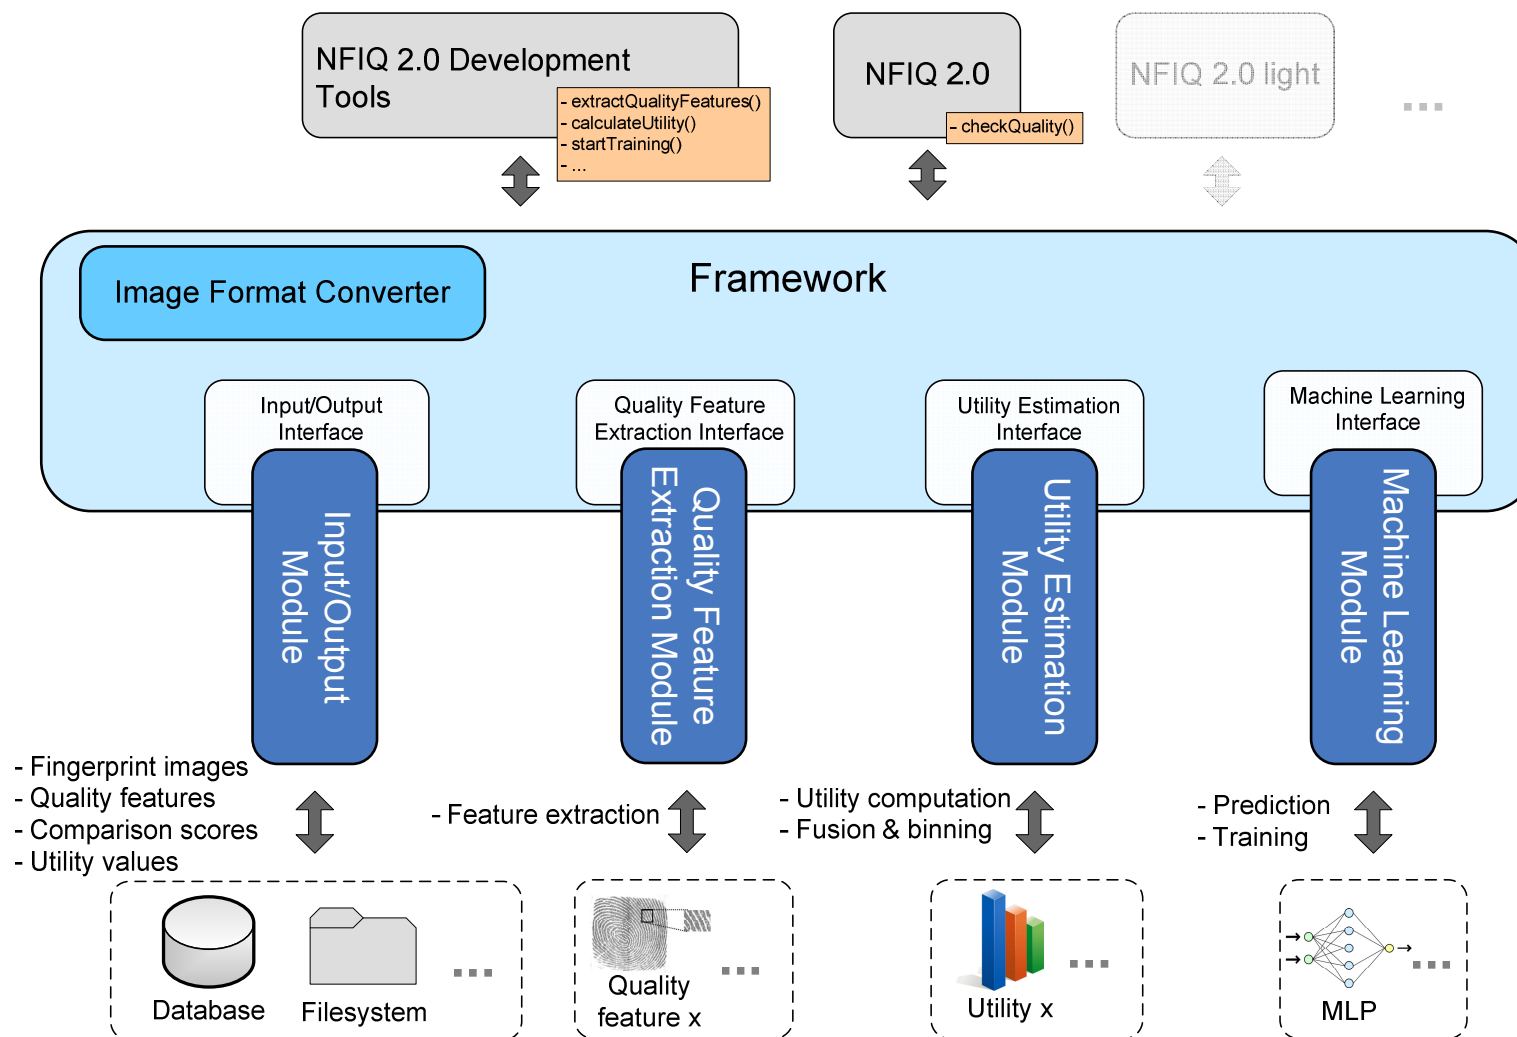 NFIQ 2.0 Development
Tools
- extractQualityFeatures()
- calculateUtility()
- startTraining()
- ...
NFIQ 2.0
- checkQuality()
NFIQ 2.0 light
...
Framework
Image Format Converter
Input/Output
Interface
Quality Feature
Extraction Interface
Utility Estimation
Interface
Machine Learning
Interface
Input/Output
Module
Quality Feature
Extraction Module
Utility Estimation
Module
Machine Learning
Module
- Fingerprint images
- Quality features
- Comparison scores
- Utility values
- Feature extraction
- Utility computation
- Fusion & binning
- Prediction
- Training
Database
Filesystem
...
Quality
feature x
...
Utility x
...
MLP
...